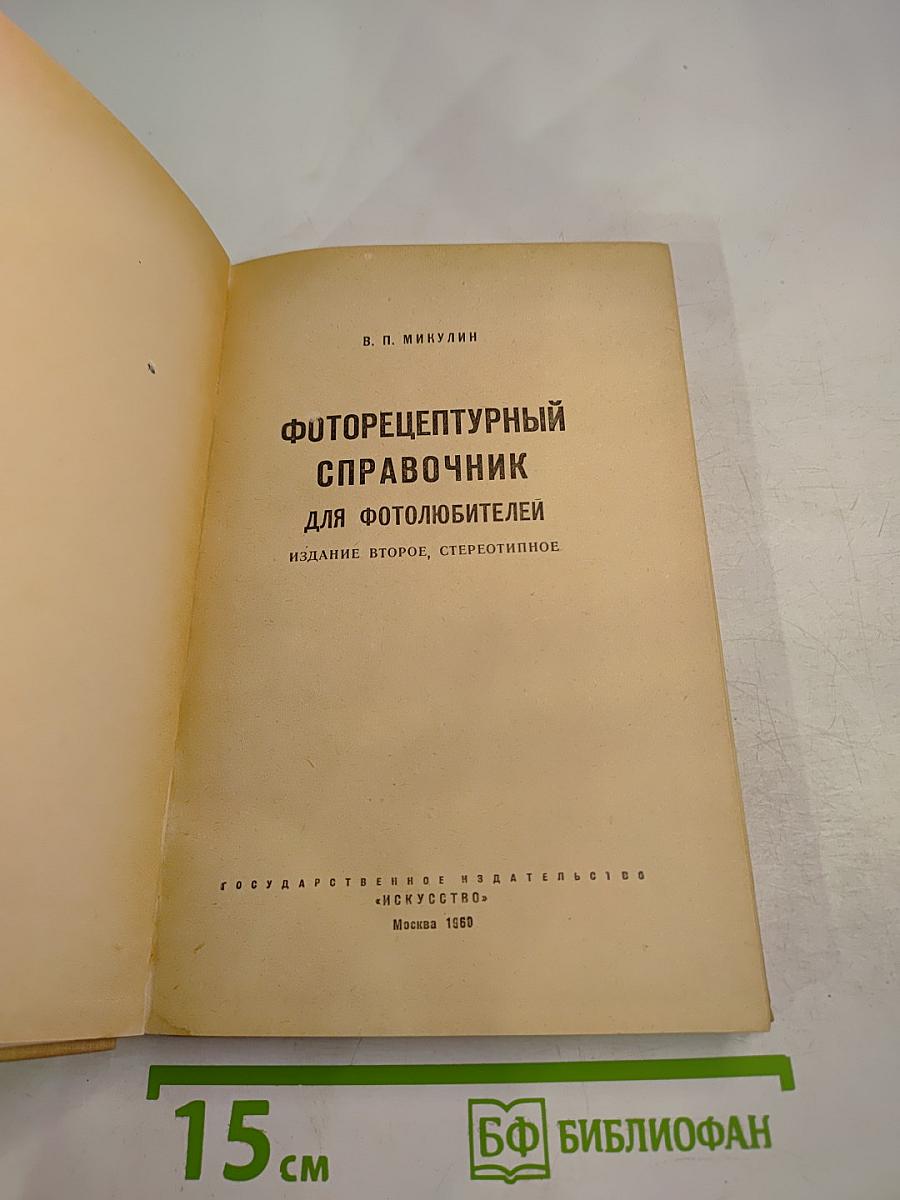 В. П. МИКУЛИН
ФОТОРЕЦЕПТУРНЫЙ
СПРАВОЧНИК
ДЛЯ ФОТОЛЮБИТЕЛЕЙ
ИЗДАНИЕ ВТОРОЕ, СТЕРЕОТИПНОЕ
ГОСУДАРСТВЕННОЕ ИЗДАТЕЛЬСТВО
«ИСКУССТВО»
Москва 1960
15 см
БФ БИБЛИОФАН